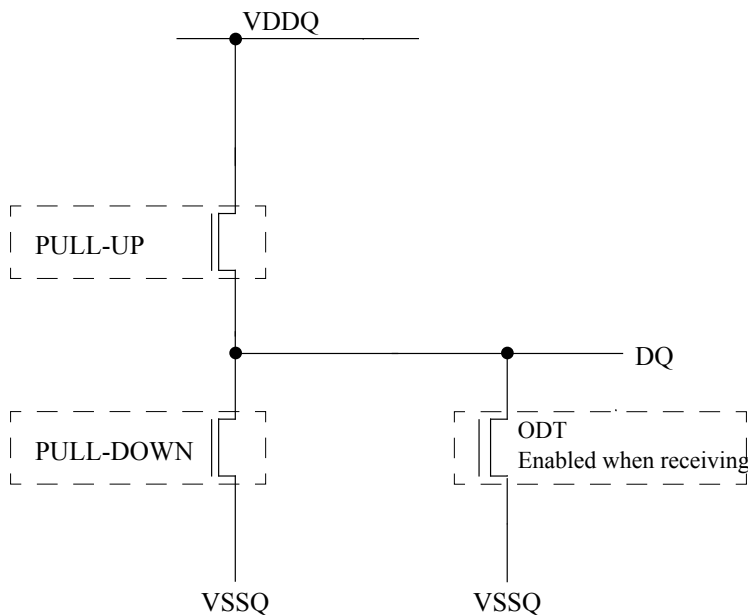 VDDQ
PULL-UP
DQ
PULL-DOWN
ODT
Enabled when receiving
VSSQ
VSSQ